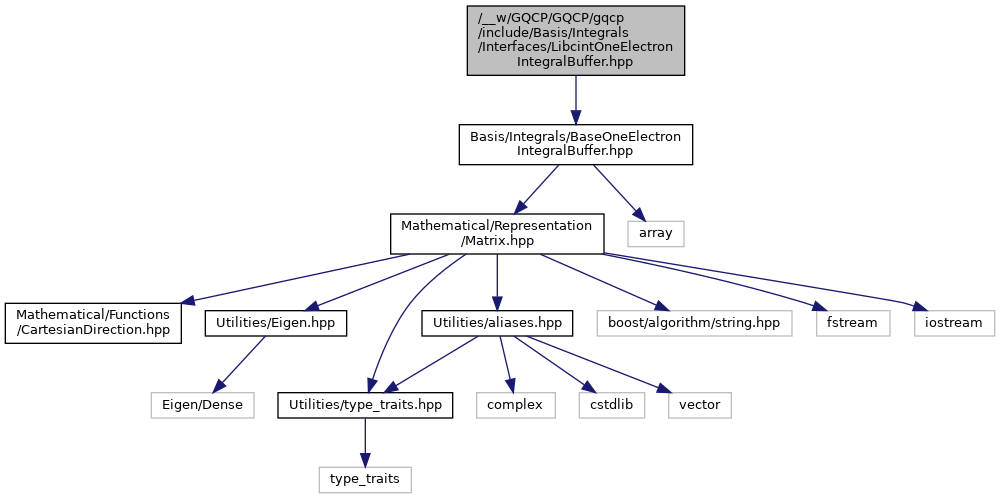 /__w/GQCP/GQCP/gqcp
/include/Basis/Integrals
/Interfaces/LibcintOneElectron
IntegralBuffer.hpp
Basis/Integrals/BaseOneElectron
IntegralBuffer.hpp
Mathematical/Representation
/Matrix.hpp
array
Mathematical/Functions
/CartesianDirection.hpp
Utilities/Eigen.hpp
Utilities/aliases.hpp
boost/algorithm/string.hpp
fstream
iostream
Eigen/Dense
Utilities/type_traits.hpp
complex
cstdlib
vector
type_traits